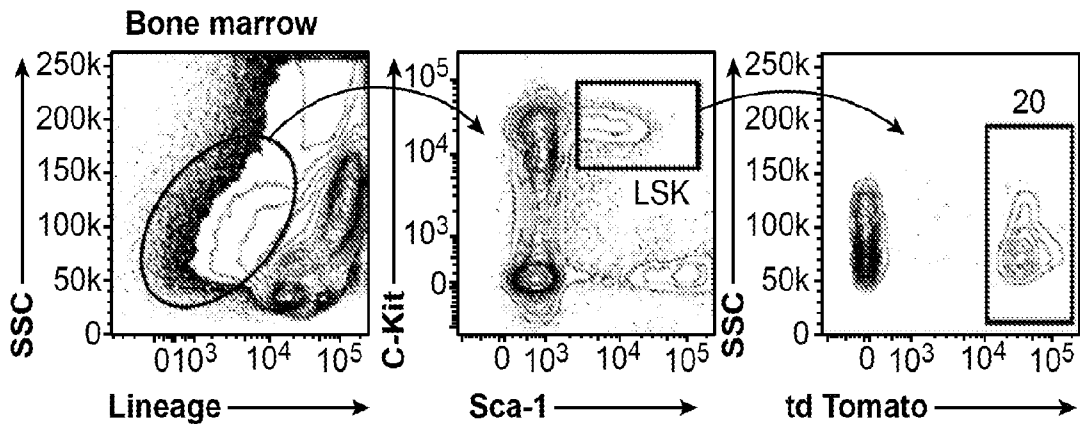 Bone marrow
SSC
250k
200k
150k
100k
50k
0
0 10³ 10⁴ 10⁵
Lineage
C-Kit
10⁵
10⁴
10³
0
LSK
0 10³ 10⁴ 10⁵
Sca-1
SSC
250k
200k
150k
100k
50k
0
20
0 10³ 10⁴ 10⁵
td Tomato